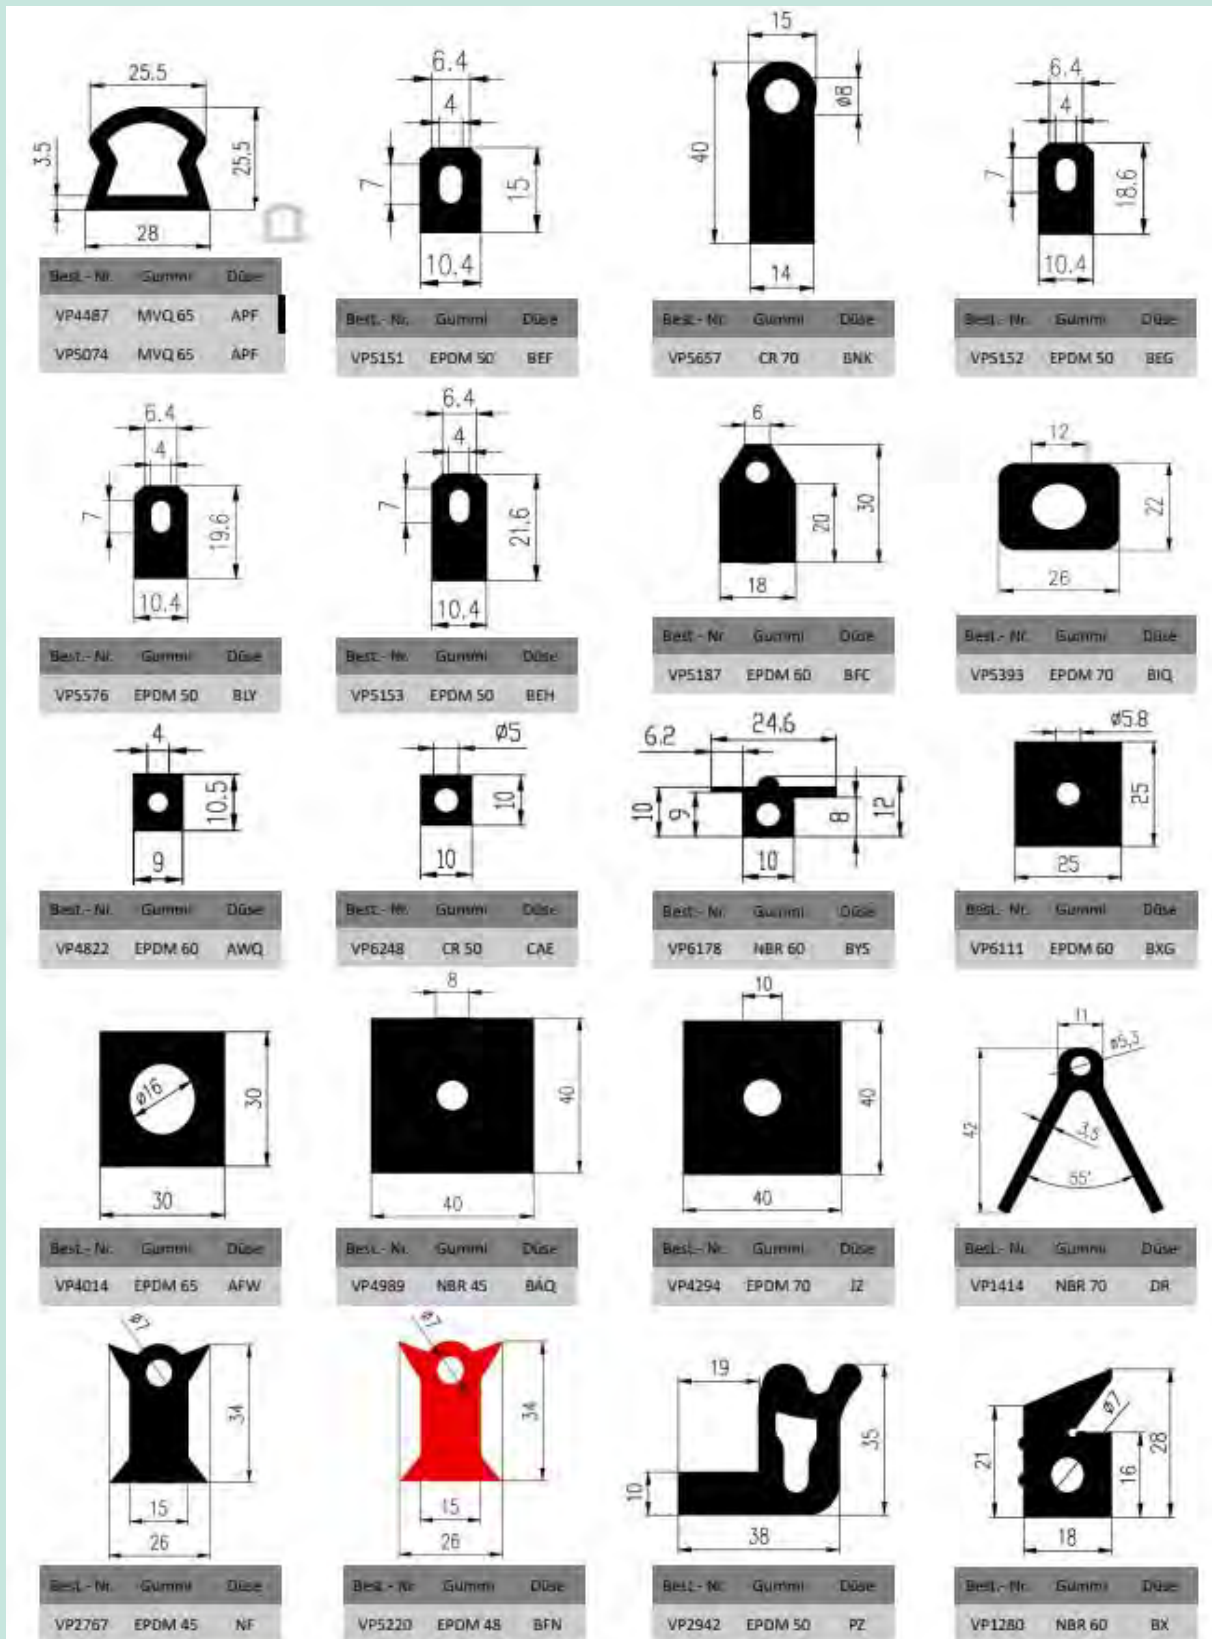 25.5
3.5
25.5
28
Best.- Nr. Gummi Düse
VP4487 MVQ 65 APF
VP5074 MVQ 65 APF
6.4
4
7
15
10.4
Best.- Nr. Gummi Düse
VP5151 EPDM 50 BEF
15
ø8
40
14
Best.- Nr. Gummi Düse
VP5657 CR 70 BNK
6.4
4
7
18.6
10.4
Best.- Nr. Gummi Düse
VP5152 EPDM 50 BEG
6.4
4
7
19.6
10.4
Best.- Nr. Gummi Düse
VP5576 EPDM 50 BLY
6.4
4
7
21.6
10.4
Best.- Nr. Gummi Düse
VP5153 EPDM 50 BEH
6
30
20
18
Best.- Nr. Gummi Düse
VP5187 EPDM 60 BFC
12
22
26
Best.- Nr. Gummi Düse
VP5393 EPDM 70 BIQ
4
10.5
9
Best.- Nr. Gummi Düse
VP4822 EPDM 60 AWQ
ø5
10
10
Best.- Nr. Gummi Düse
VP6248 CR 50 CAE
24.6
6.2
10
9
8
12
10
Best.- Nr. Gummi Düse
VP6178 NBR 60 BYS
ø5.8
25
25
Best.- Nr. Gummi Düse
VP6111 EPDM 60 BXG
ø16
30
30
Best.- Nr. Gummi Düse
VP4014 EPDM 65 AFW
8
40
40
Best.- Nr. Gummi Düse
VP4989 NBR 45 BAQ
10
40
40
Best.- Nr. Gummi Düse
VP4294 EPDM 70 JZ
11
ø5,3
42
3,5
55°
Best.- Nr. Gummi Düse
VP1414 NBR 70 DR
ø7
34
15
26
Best.- Nr. Gummi Düse
VP2767 EPDM 45 NF
ø7
34
15
26
Best.- Nr. Gummi Düse
VP5220 EPDM 48 BFN
19
35
10
38
Best.- Nr. Gummi Düse
VP2942 EPDM 50 PZ
ø7
21
16
28
18
Best.- Nr. Gummi Düse
VP1280 NBR 60 BX